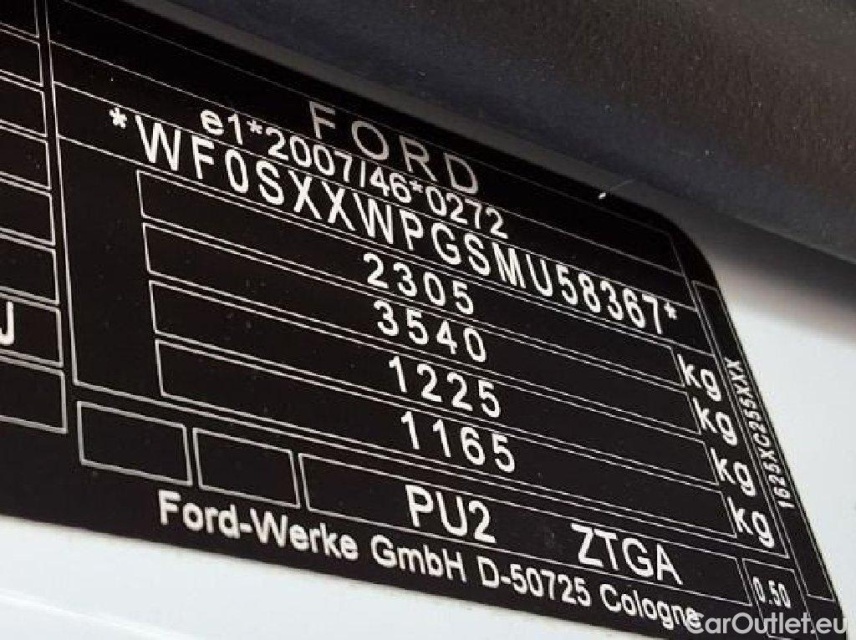 FORD
e1*2007/46*0272
*WF0SXXWPGSMU58367*
2305 kg
3540 kg
1225 kg
1165 kg
1625XC255XXX
J
PU2 ZTGA
0.50
Ford-Werke GmbH D-50725 Cologne
CarOutlet.eu